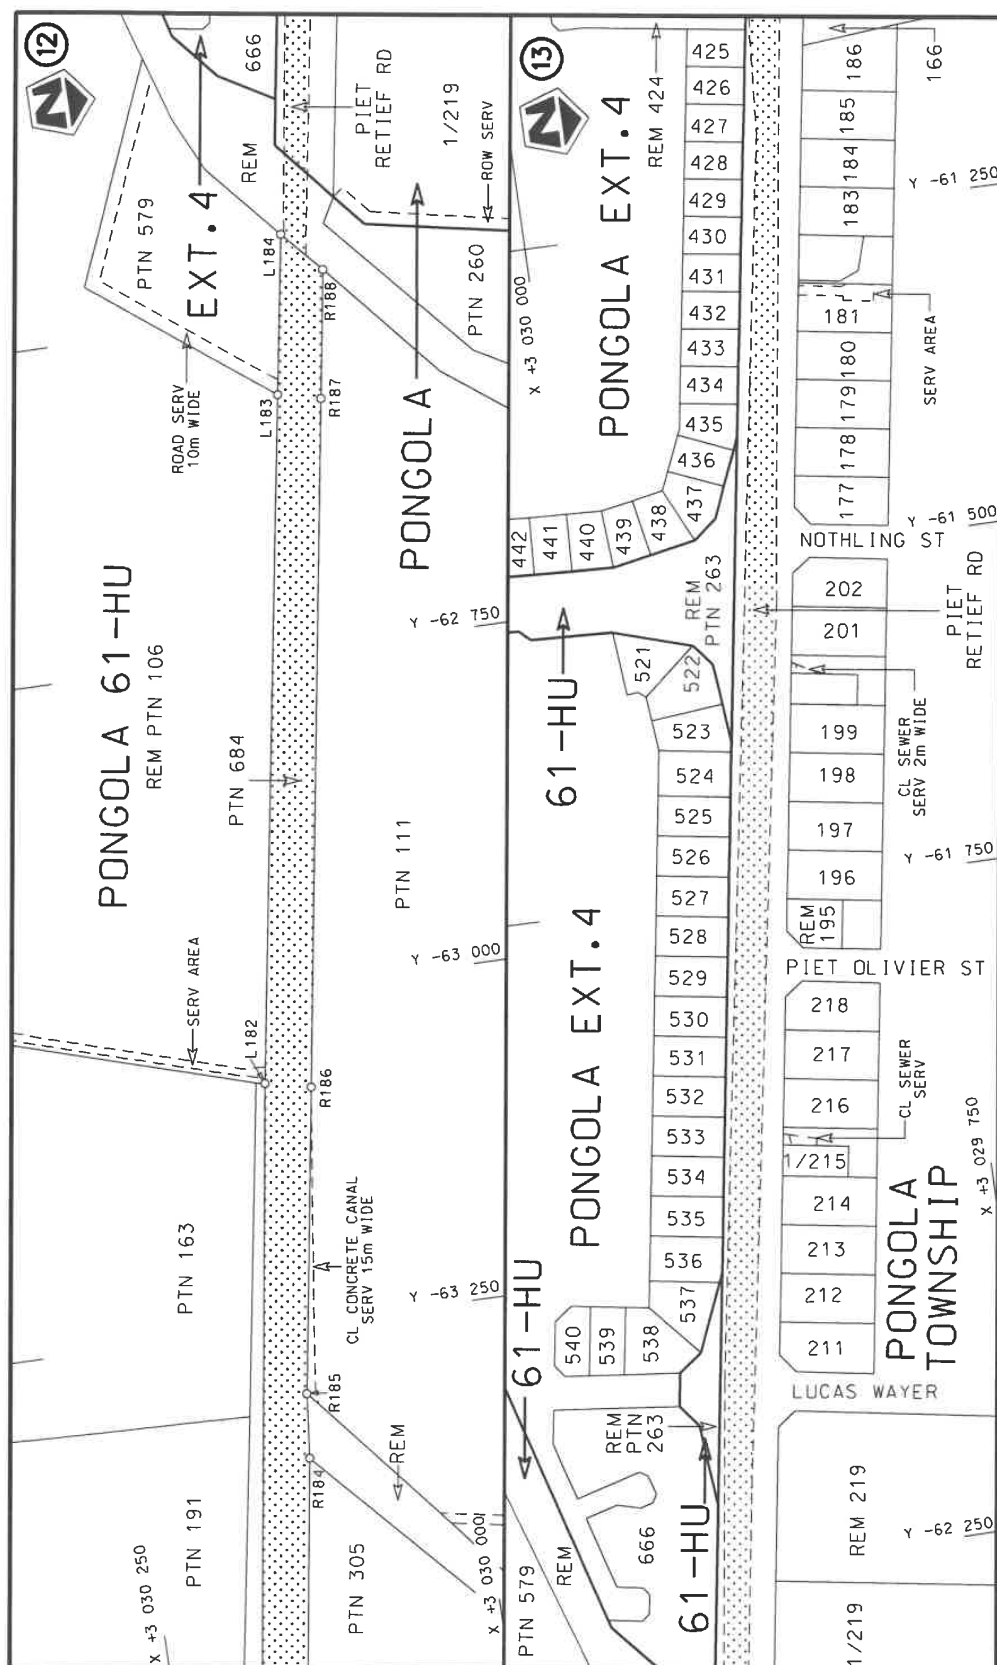 12
N
666
PIET
RETIEF RD
1/219
ROW SERV
REM
EXT.4
PTN 579
L184
R188
PTN 260
ROAD SERV
10m WIDE
L183
R187
PONGOLA
PONGOLA 61-HU
REM PTN 106
PTN 684
Y -62 750
PTN 111
SERV AREA
L182
R186
Y -63 000
CL CONCRETE CANAL
SERV 15m WIDE
PTN 163
Y -63 250
R185
R184
REM
PTN 191
PTN 305
X +3 030 250
X +3 030 000
13
N
PONGOLA EXT.4
REM 424
X +3 030 000
425
426
427
428
429
430
431
432
433
434
435
436
437
438
439
440
441
442
186
166
185
184
183
Y -61 250
181
SERV AREA
180
179
178
177
Y -61 500
NOTHLING ST
202
201
PIET
RETIEF RD
REM
PTN 263
61-HU
521
522
523
524
525
526
527
528
529
530
531
532
533
534
535
536
537
538
539
540
CL SEWER
SERV 2m WIDE
199
198
197
196
REM
195
Y -61 750
PIET OLIVIER ST
PONGOLA EXT.4
218
217
216
CL SEWER
SERV
1/215
214
213
212
211
X +3 029 750
PONGOLA
TOWNSHIP
LUCAS WAYER
61-HU
REM
PTN
263
61-HU
666
REM
PTN 579
REM 219
Y -62 250
1/219